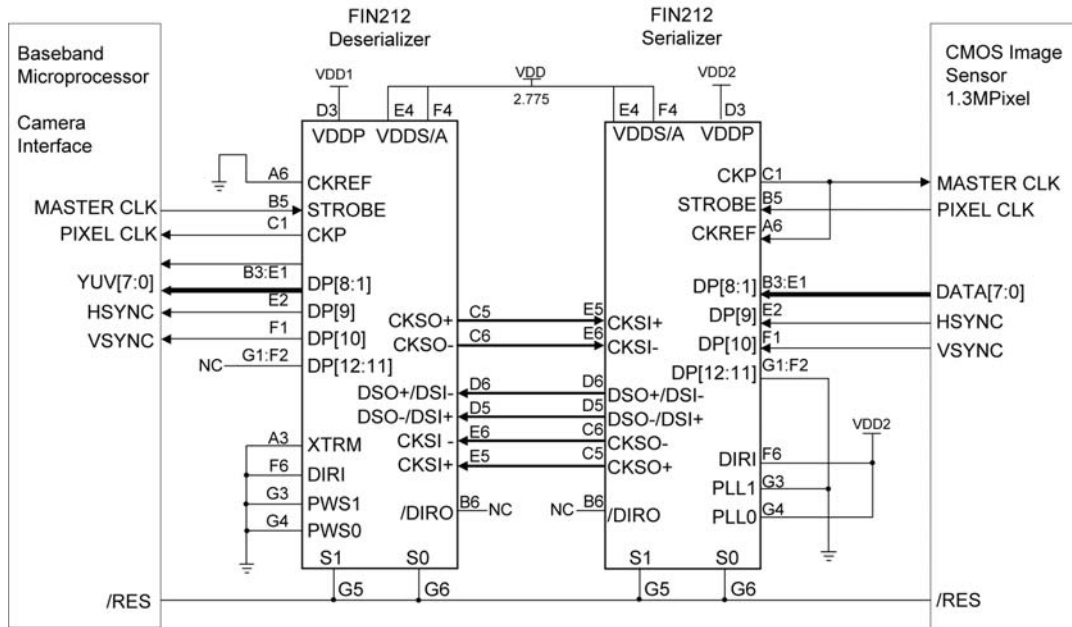 FIN212
Deserializer
FIN212
Serializer
Baseband
Microprocessor
Camera
Interface
CMOS Image
Sensor
1.3MPixel
VDD1
VDD
2.775
VDD2
D3
E4
F4
E4
F4
D3
VDDP
VDDS/A
VDDS/A
VDDP
A6
CKREF
MASTER CLK
B5
STROBE
PIXEL CLK
C1
CKP
YUV[7:0]
B3:E1
DP[8:1]
HSYNC
E2
DP[9]
VSYNC
F1
DP[10]
NC
G1:F2
DP[12:11]
A3
XTRM
F6
DIRI
G3
PWS1
G4
PWS0
CKSO+
C5
E5
CKSI+
CKSO-
C6
E6
CKSI-
DSO+/DSI-
D6
D6
DSO+/DSI-
DSO-/DSI+
D5
D5
DSO-/DSI+
CKSI -
E6
C6
CKSO-
CKSI+
E5
C5
CKSO+
/DIRO
B6
NC
NC
B6
/DIRO
CKP
C1
MASTER CLK
STROBE
B5
PIXEL CLK
CKREF
A6
DP[8:1]
B3:E1
DATA[7:0]
DP[9]
E2
HSYNC
DP[10]
F1
VSYNC
DP[12:11]
G1:F2
VDD2
DIRI
F6
PLL1
G3
PLL0
G4
S1
S0
S1
S0
G5
G6
G5
G6
/RES
/RES